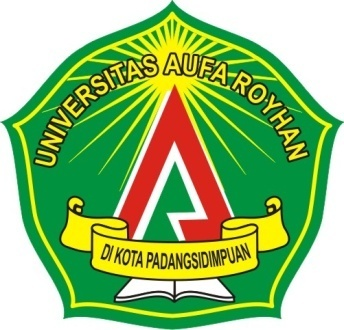 UNIVERSITAS AUFA ROYHAN
DI KOTA PADANGSIDIMPUAN